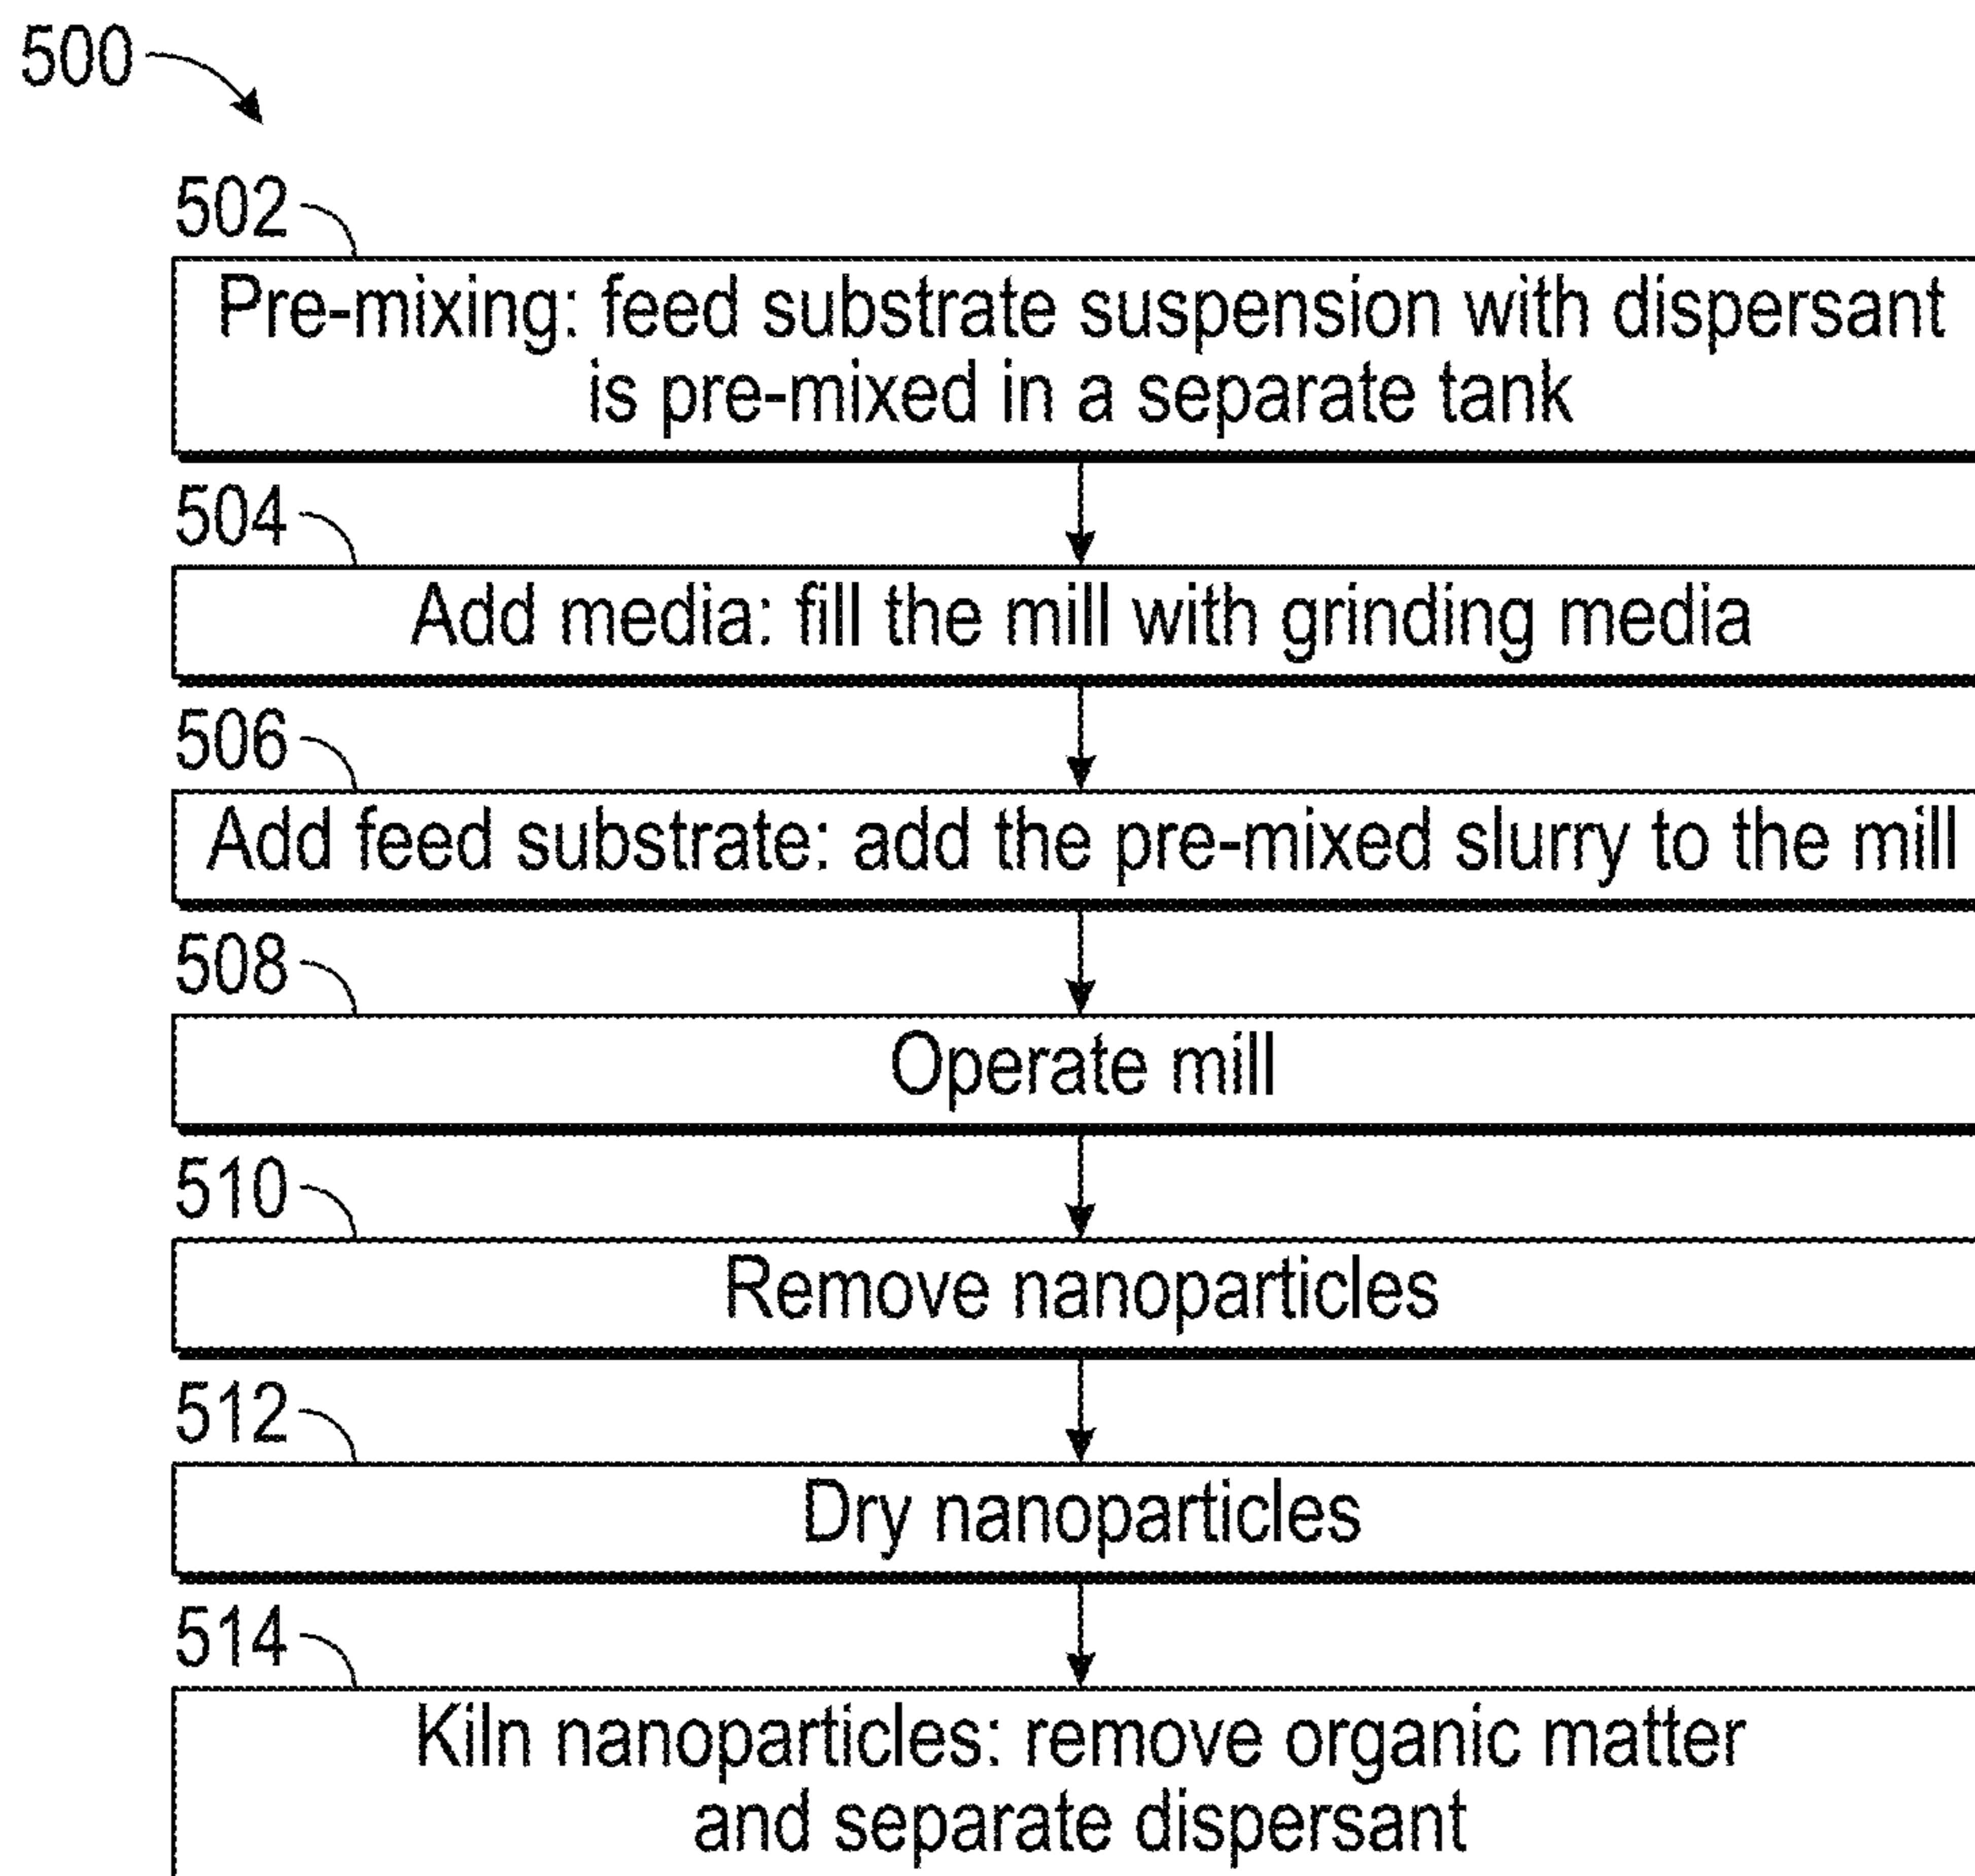 500
502
Pre-mixing: feed substrate suspension with dispersant
is pre-mixed in a separate tank
504
Add media: fill the mill with grinding media
506
Add feed substrate: add the pre-mixed slurry to the mill
508
Operate mill
510
Remove nanoparticles
512
Dry nanoparticles
514
Kiln nanoparticles: remove organic matter
and separate dispersant